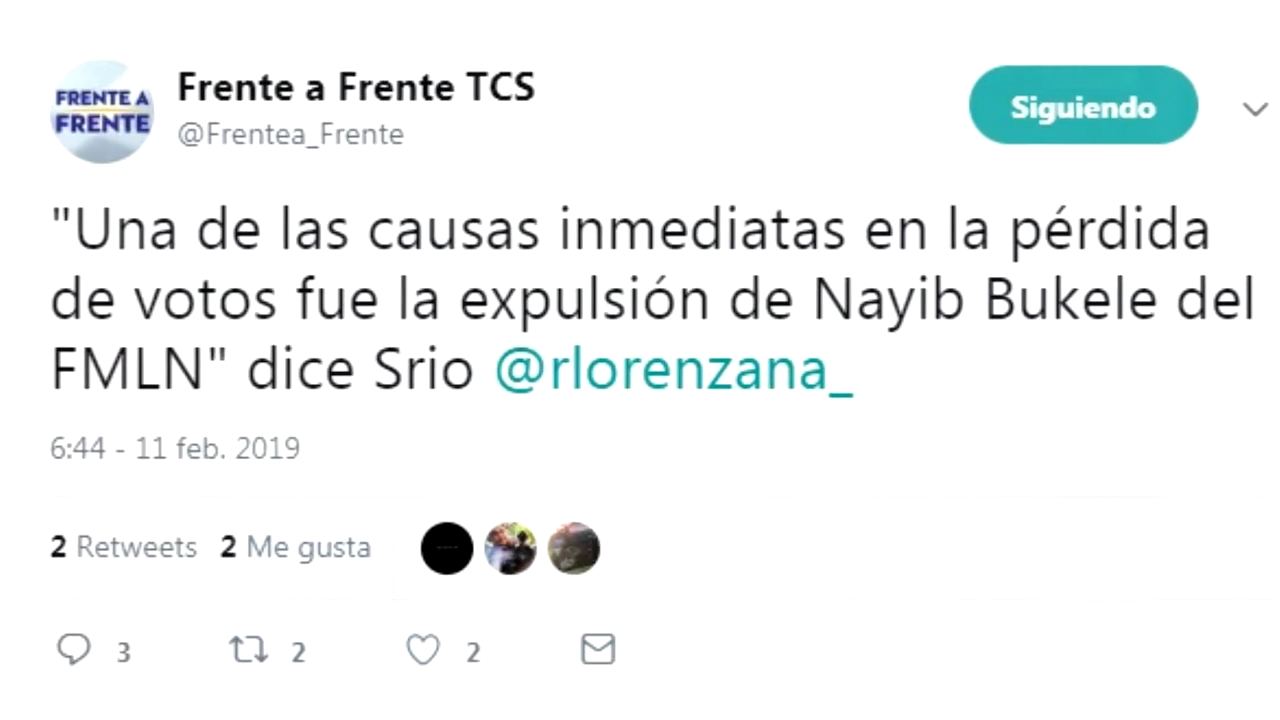 FRENTE A
FRENTE
Frente a Frente TCS
@Frentea_Frente
Siguiendo
"Una de las causas inmediatas en la pérdida
de votos fue la expulsión de Nayib Bukele del
FMLN" dice Srio @rlorenzana_
6:44 - 11 feb. 2019
2 Retweets 2 Me gusta
3 2 2